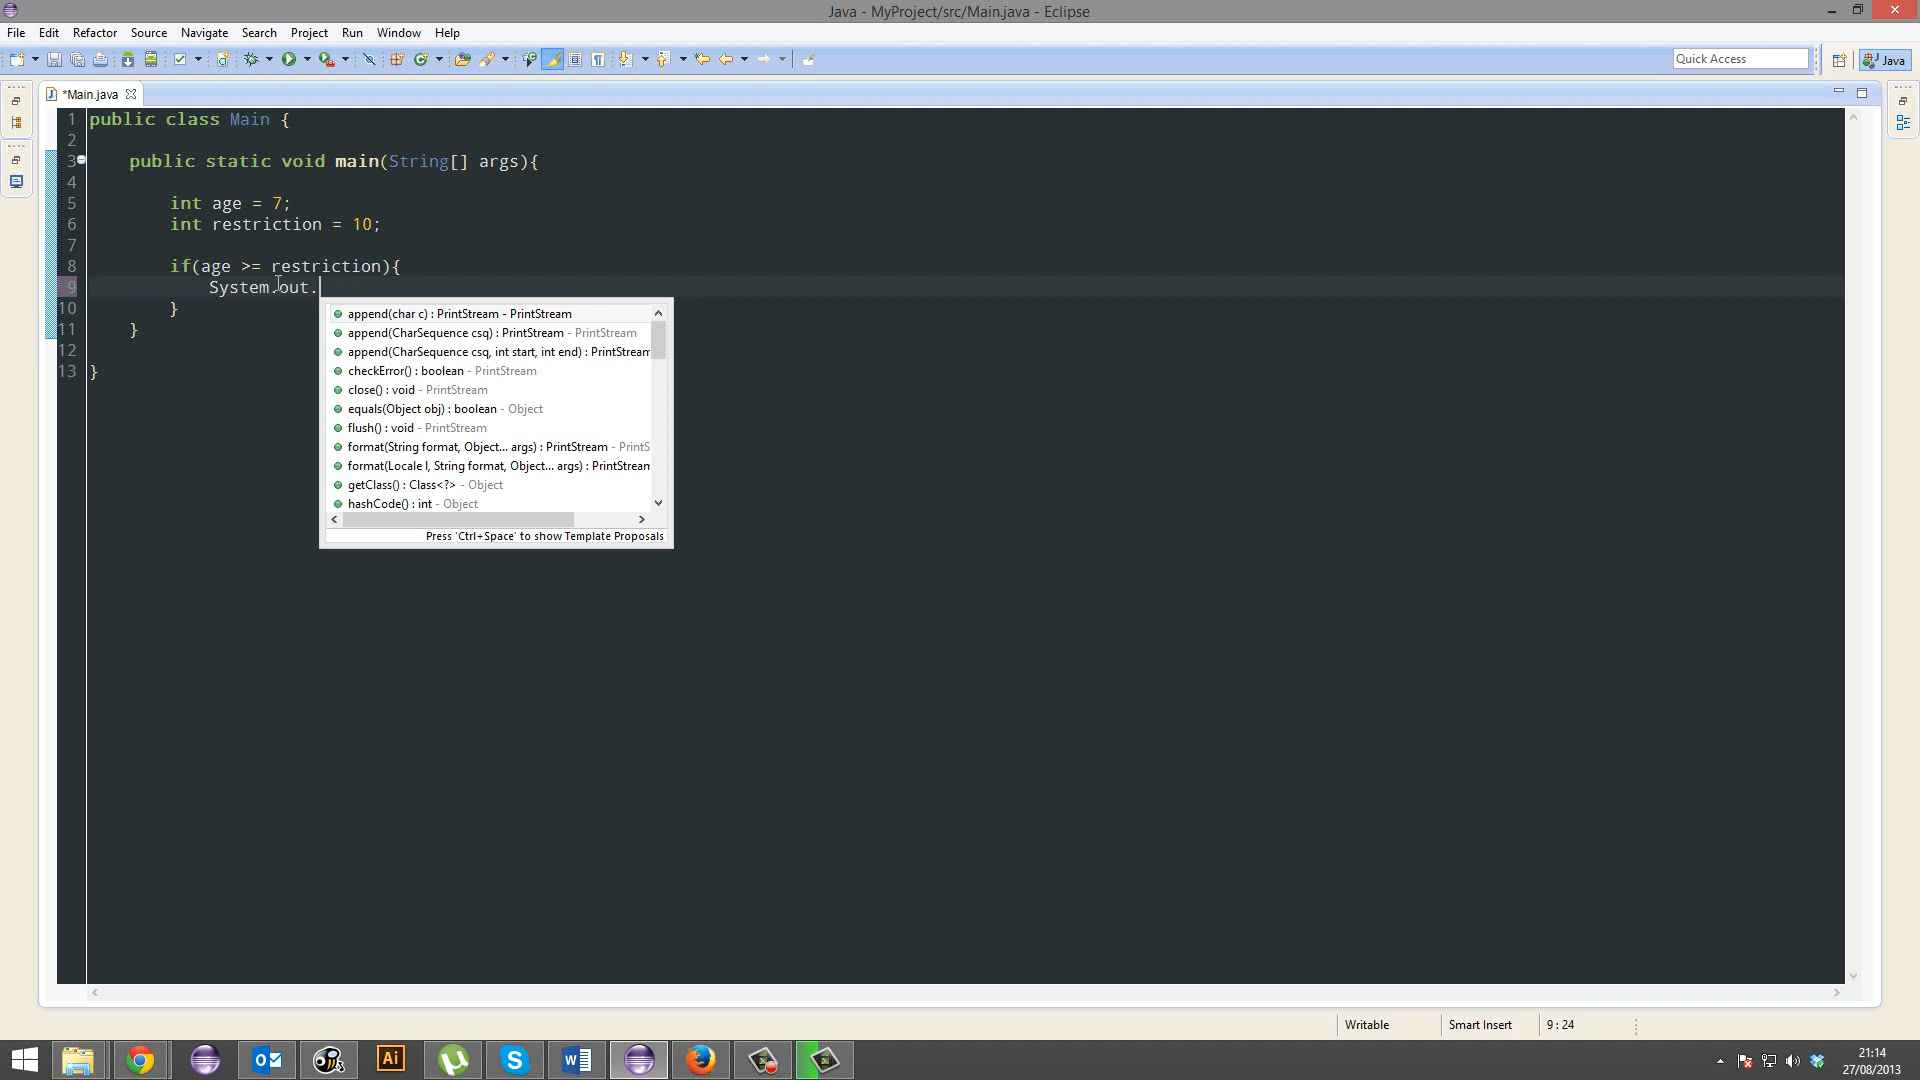 Java - MyProject/src/Main.java - Eclipse
File Edit Refactor Source Navigate Search Project Run Window Help
Quick Access
Java
*Main.java
1 public class Main {
2
3 public static void main(String[] args){
4
5 int age = 7;
6 int restriction = 10;
7
8 if(age >= restriction){
9 System.out.
10 }
11 }
12
13 }
append(char c) : PrintStream - PrintStream
append(CharSequence csq) : PrintStream - PrintStream
append(CharSequence csq, int start, int end) : PrintStream
checkError() : boolean - PrintStream
close() : void - PrintStream
equals(Object obj) : boolean - Object
flush() : void - PrintStream
format(String format, Object... args) : PrintStream - PrintS
format(Locale l, String format, Object... args) : PrintStream
getClass() : Class<?> - Object
hashCode() : int - Object
Press 'Ctrl+Space' to show Template Proposals
Writable Smart Insert 9 : 24
Ai
21:14
27/08/2013